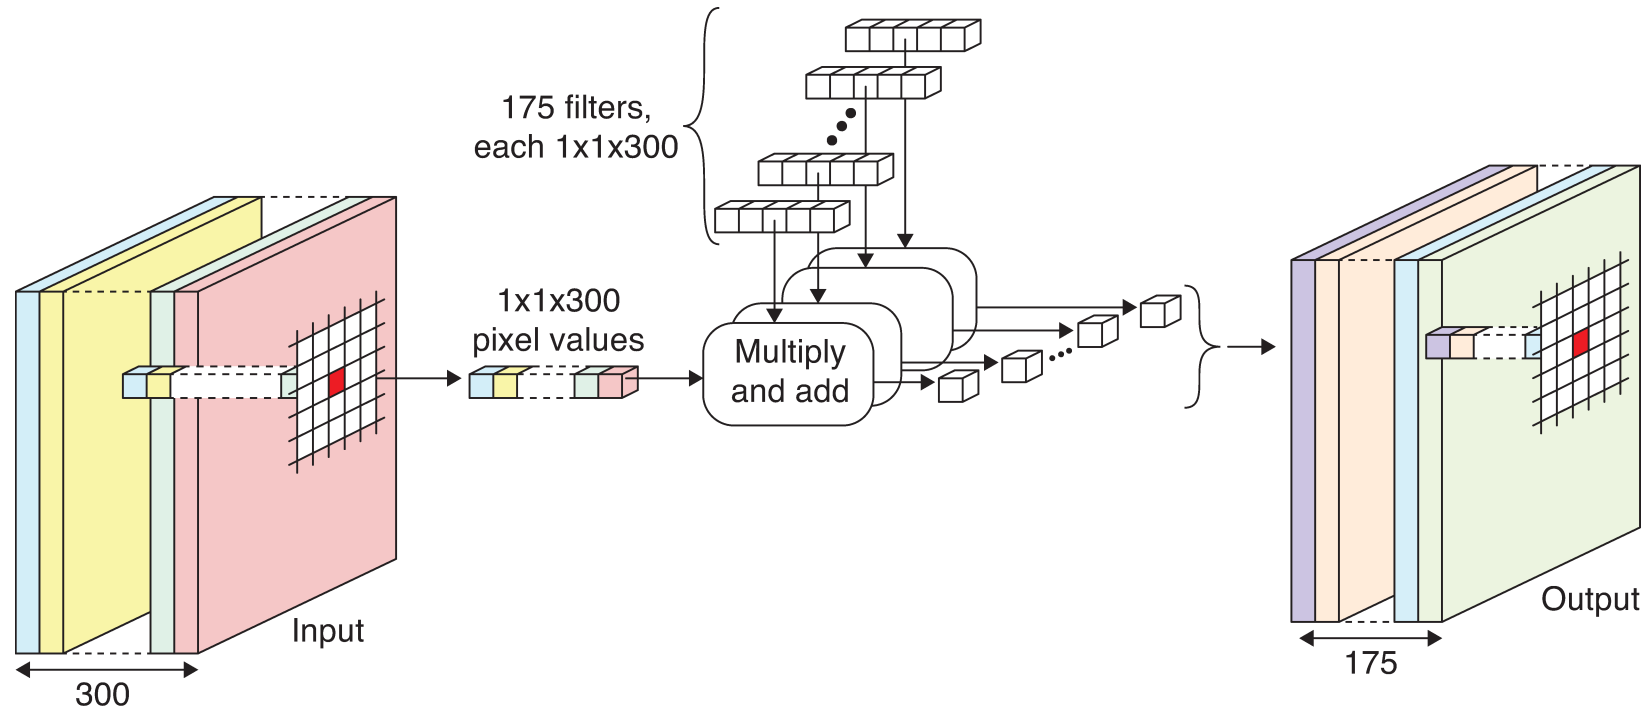 175 filters,
each 1x1x300
1x1x300
pixel values
Multiply
and add
Input
300
Output
175